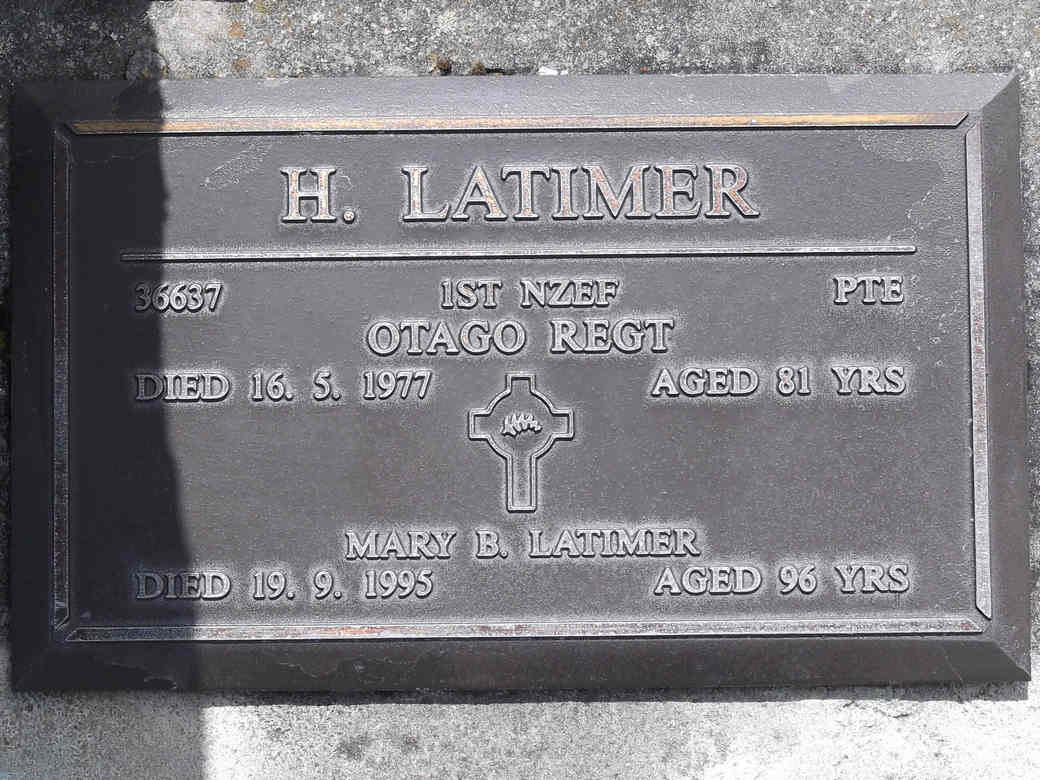 H. LATIMER
36637 1ST NZEF PTE
OTAGO REGT
DIED 16. 5. 1977 AGED 81 YRS
MARY B. LATIMER
DIED 19. 9. 1995 AGED 96 YRS